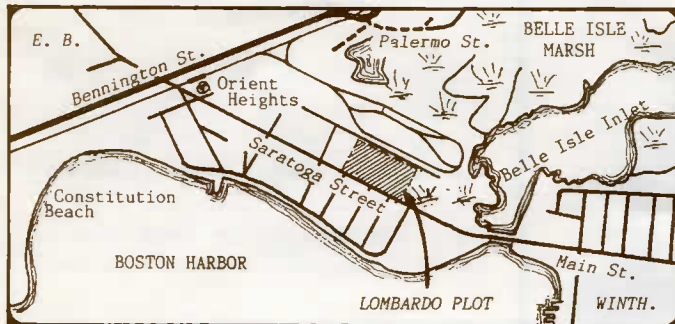 E. B.
Bennington St.
Palermo St.
BELLE ISLE
MARSH
Orient
Heights
Belle Isle Inlet
Saratoga Street
Constitution
Beach
BOSTON HARBOR
Main St.
LOMBARDO PLOT
WINTH.